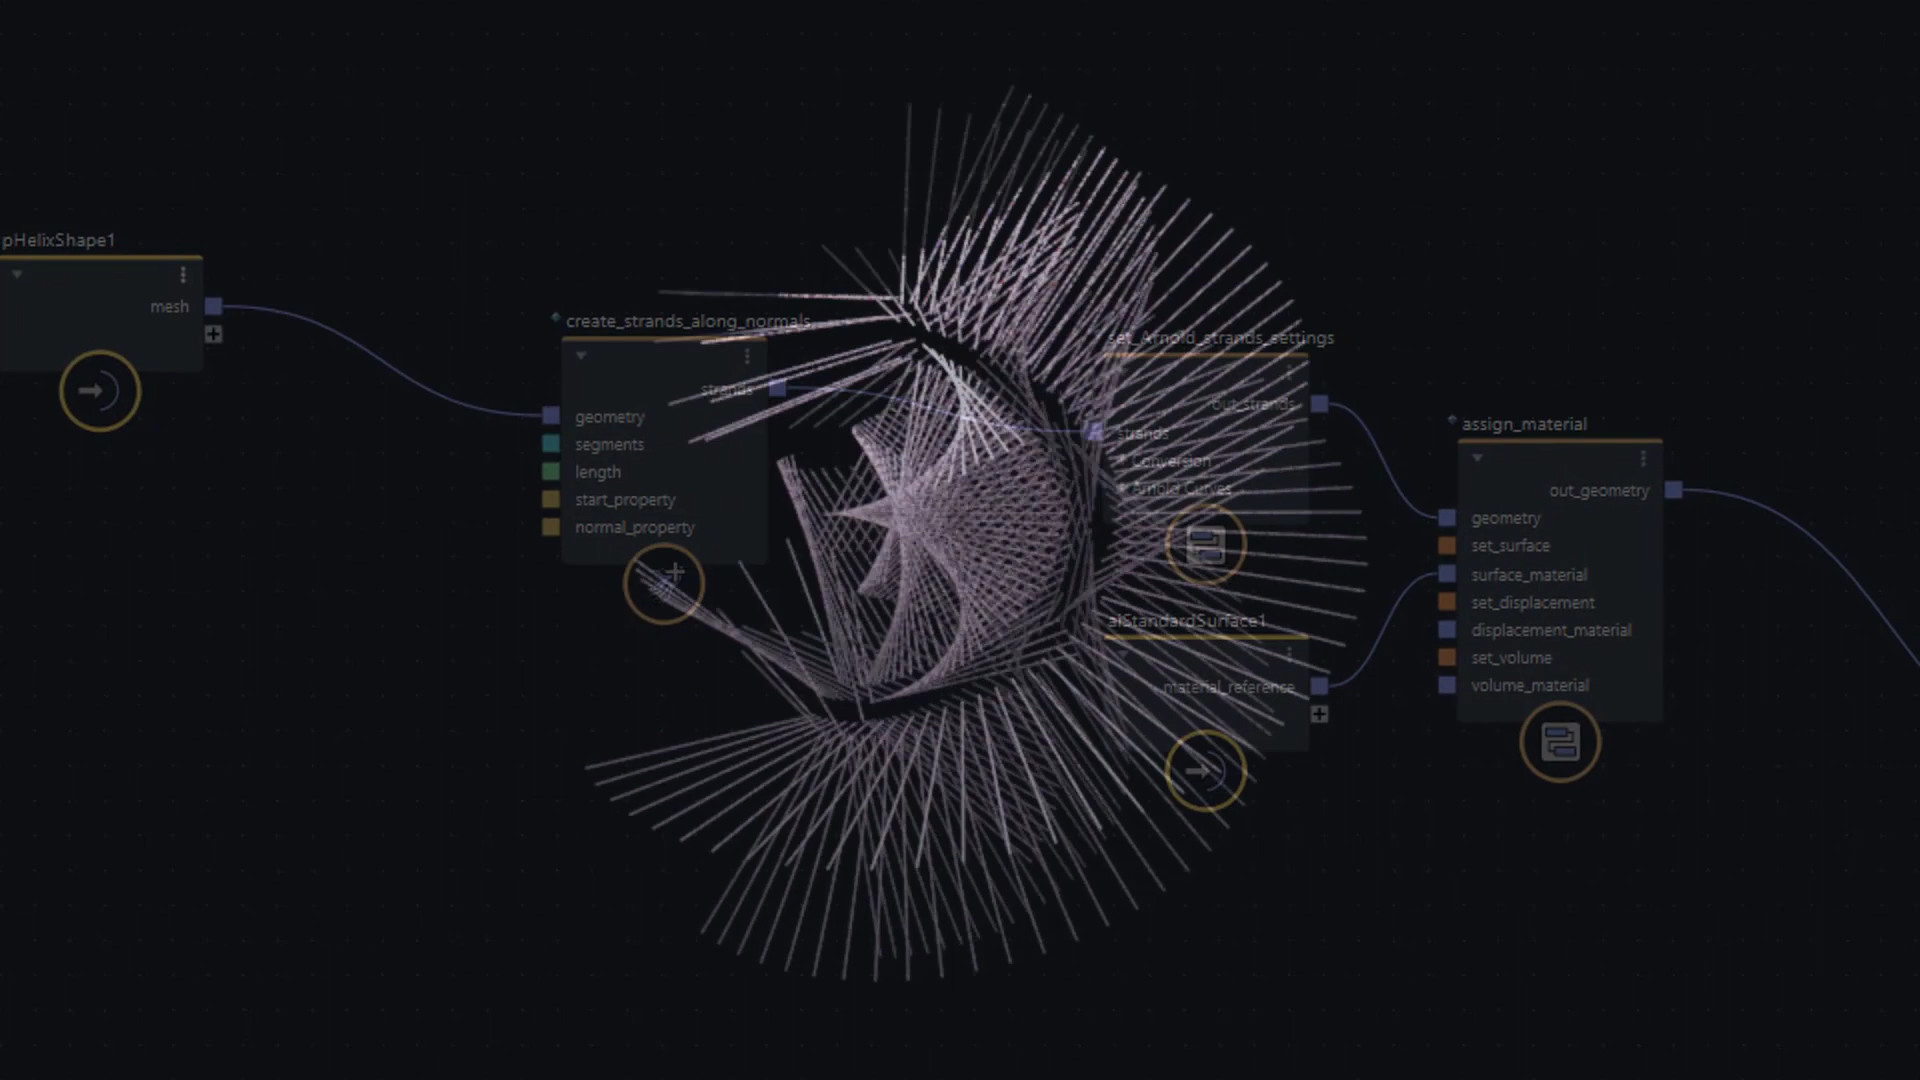 pHelixShape1
mesh
create_strands_along_normals
strands
geometry
segments
length
start_property
normal_property
set_Arnold_strands_settings
out_strands
strands
Conversion
Arnold Curves
aiStandardSurface1
material_reference
assign_material
out_geometry
geometry
set_surface
surface_material
set_displacement
displacement_material
set_volume
volume_material